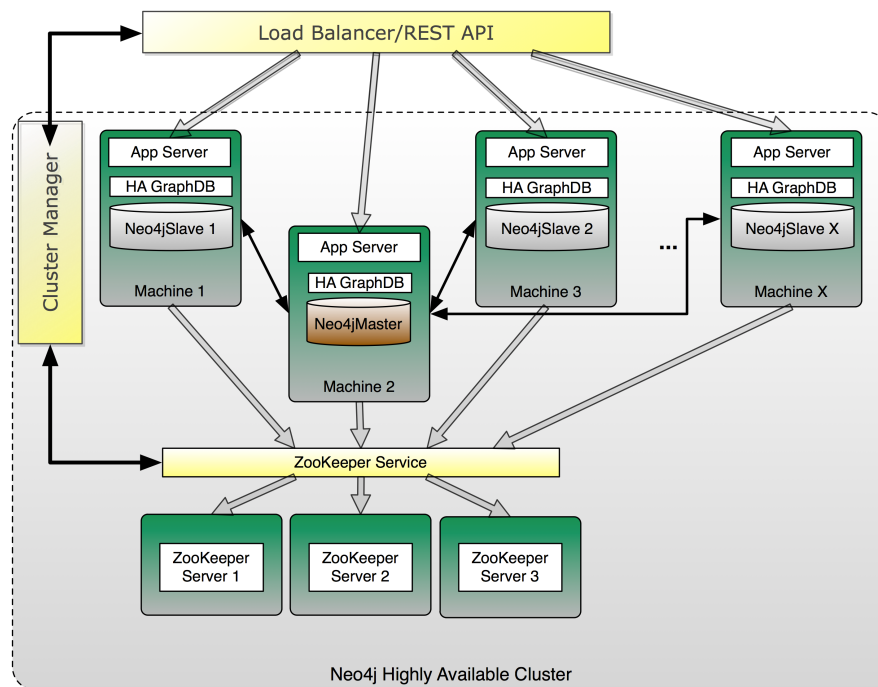 Load Balancer/REST API
Cluster Manager
App Server
HA GraphDB
Neo4jSlave 1
Machine 1
App Server
HA GraphDB
Neo4jMaster
Machine 2
App Server
HA GraphDB
Neo4jSlave 2
Machine 3
...
App Server
HA GraphDB
Neo4jSlave X
Machine X
ZooKeeper Service
ZooKeeper
Server 1
ZooKeeper
Server 2
ZooKeeper
Server 3
Neo4j Highly Available Cluster